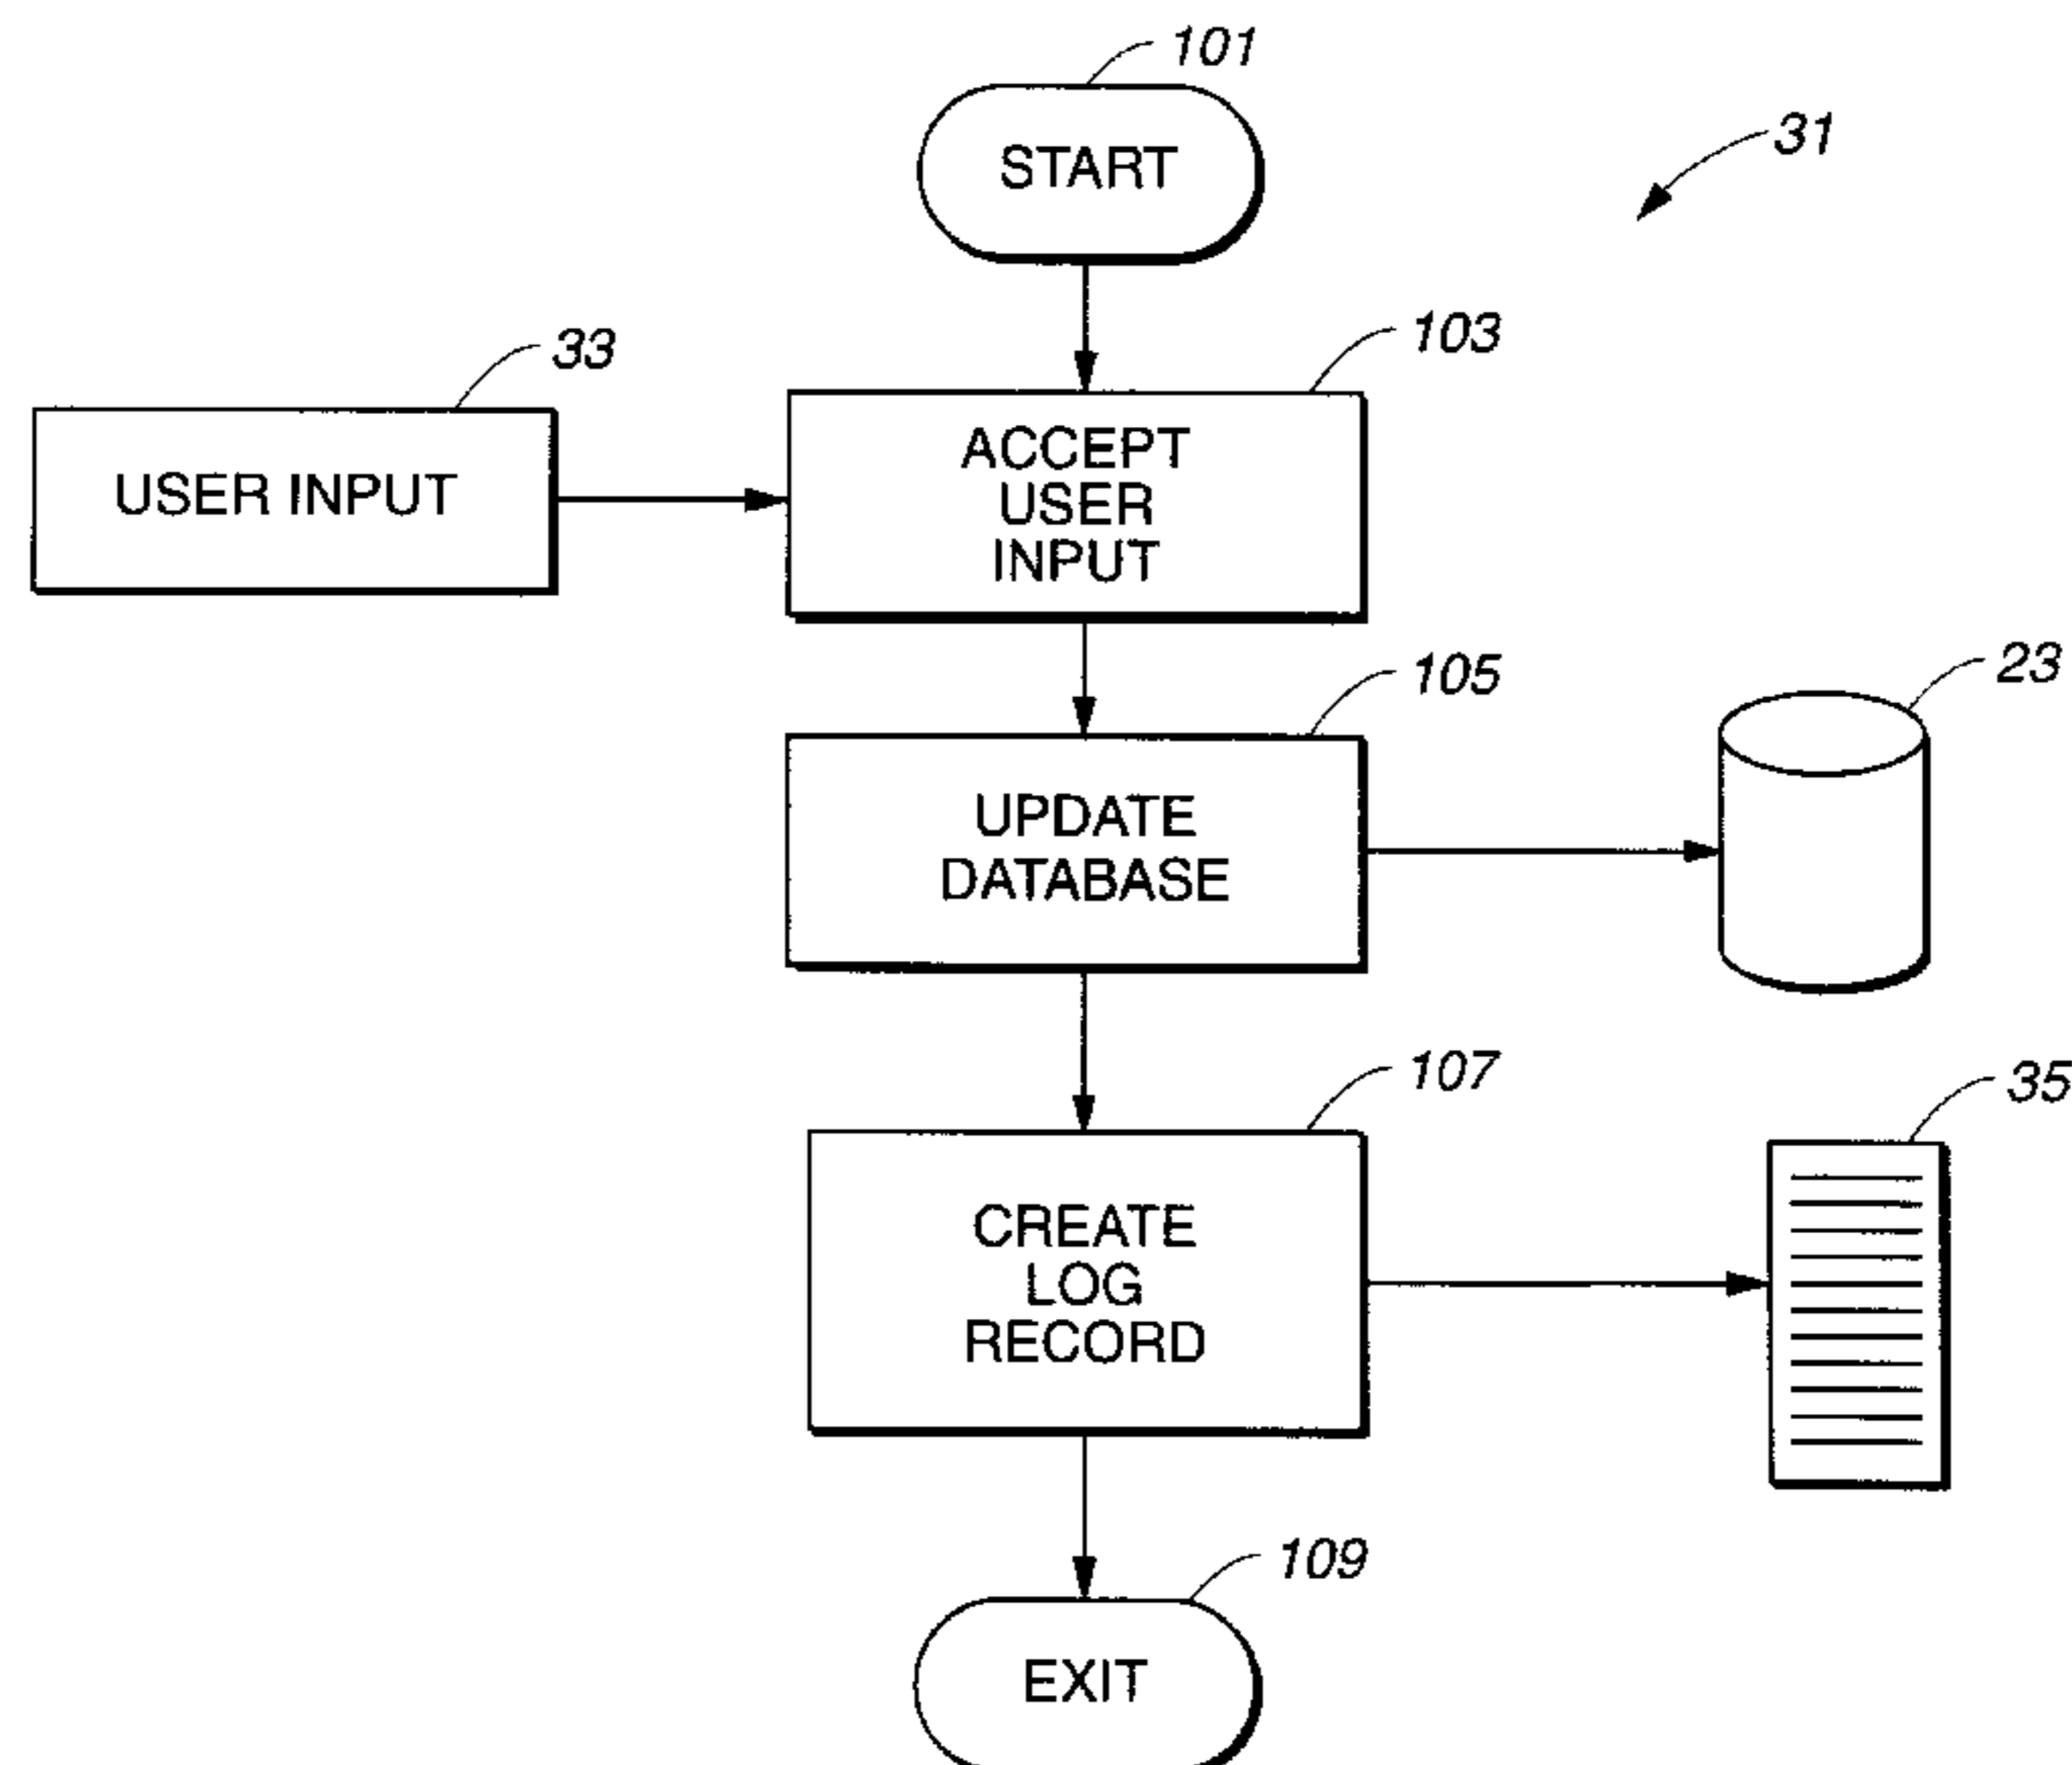 101
START
31
33
103
USER INPUT
ACCEPT
USER
INPUT
105
23
UPDATE
DATABASE
107
35
CREATE
LOG
RECORD
109
EXIT